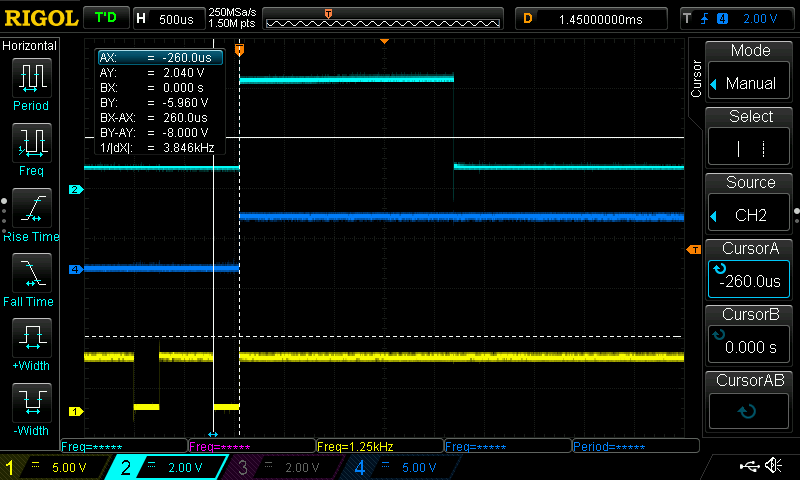 RIGOL T'D H 500us 250MSa/s 1.50M pts T D 1.45000000ms T 4 2.00 V
Horizontal
Period
Freq
Rise Time
Fall Time
+Width
-Width
AX: = -260.0us
AY: = 2.040 V
BX: = 0.000 s
BY: = -5.960 V
BX-AX: = 260.0us
BY-AY: = -8.000 V
1/|dX|: = 3.846kHz
T
2
4
1
T
Cursor
Mode
Manual
Select
Source
CH2
CursorA
-260.0us
CursorB
0.000 s
CursorAB
Freq=***** Freq=***** Freq=1.25kHz Freq=***** Period=*****
1 5.00 V 2 2.00 V 3 2.00 V 4 5.00 V